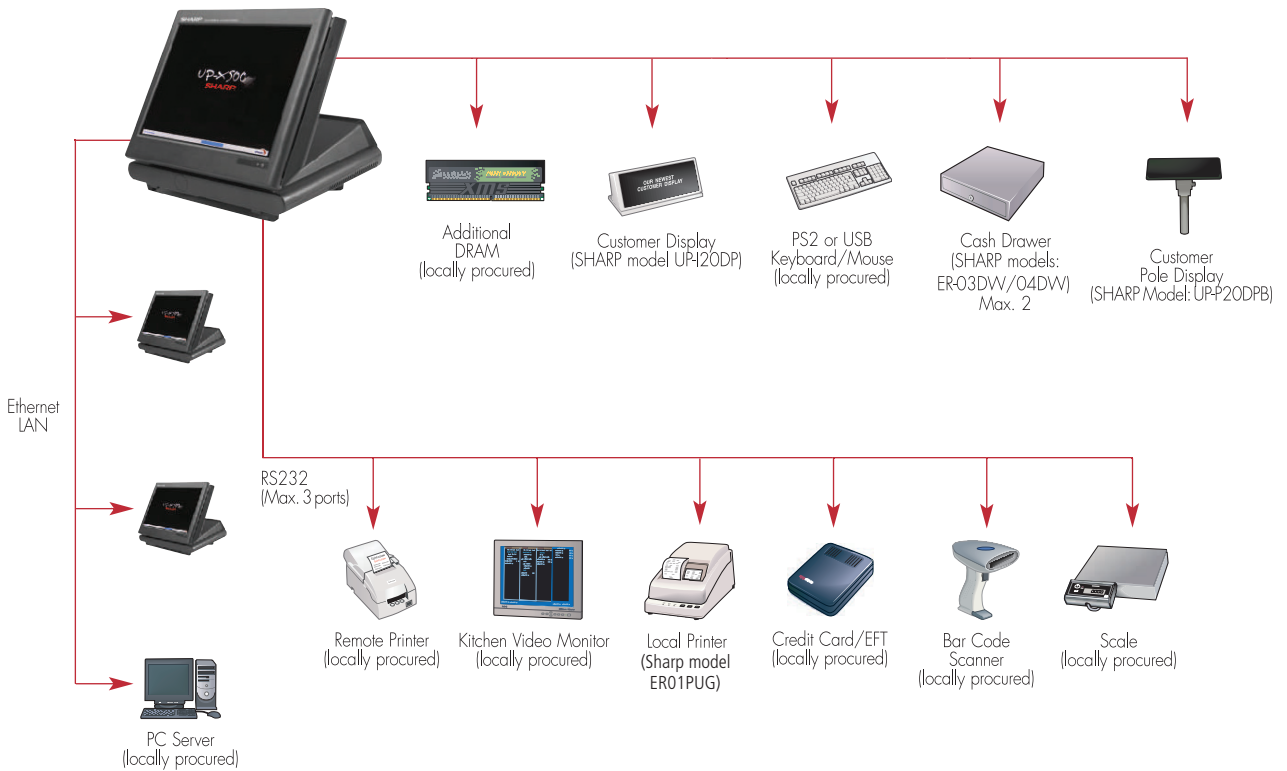 SHARP
UP-X500
SHARP
OUR NEWEST
CUSTOMER DISPLAY
XMS
Additional
DRAM
(locally procured)
Customer Display
(SHARP model UP-I20DP)
PS2 or USB
Keyboard/Mouse
(locally procured)
Cash Drawer
(SHARP models:
ER-03DW/04DW)
Max. 2
Customer
Pole Display
(SHARP Model: UP-P20DPB)
Ethernet
LAN
RS232
(Max. 3 ports)
Remote Printer
(locally procured)
Kitchen Video Monitor
(locally procured)
Local Printer
(Sharp model
ER01PUG)
Credit Card/EFT
(locally procured)
Bar Code
Scanner
(locally procured)
Scale
(locally procured)
PC Server
(locally procured)